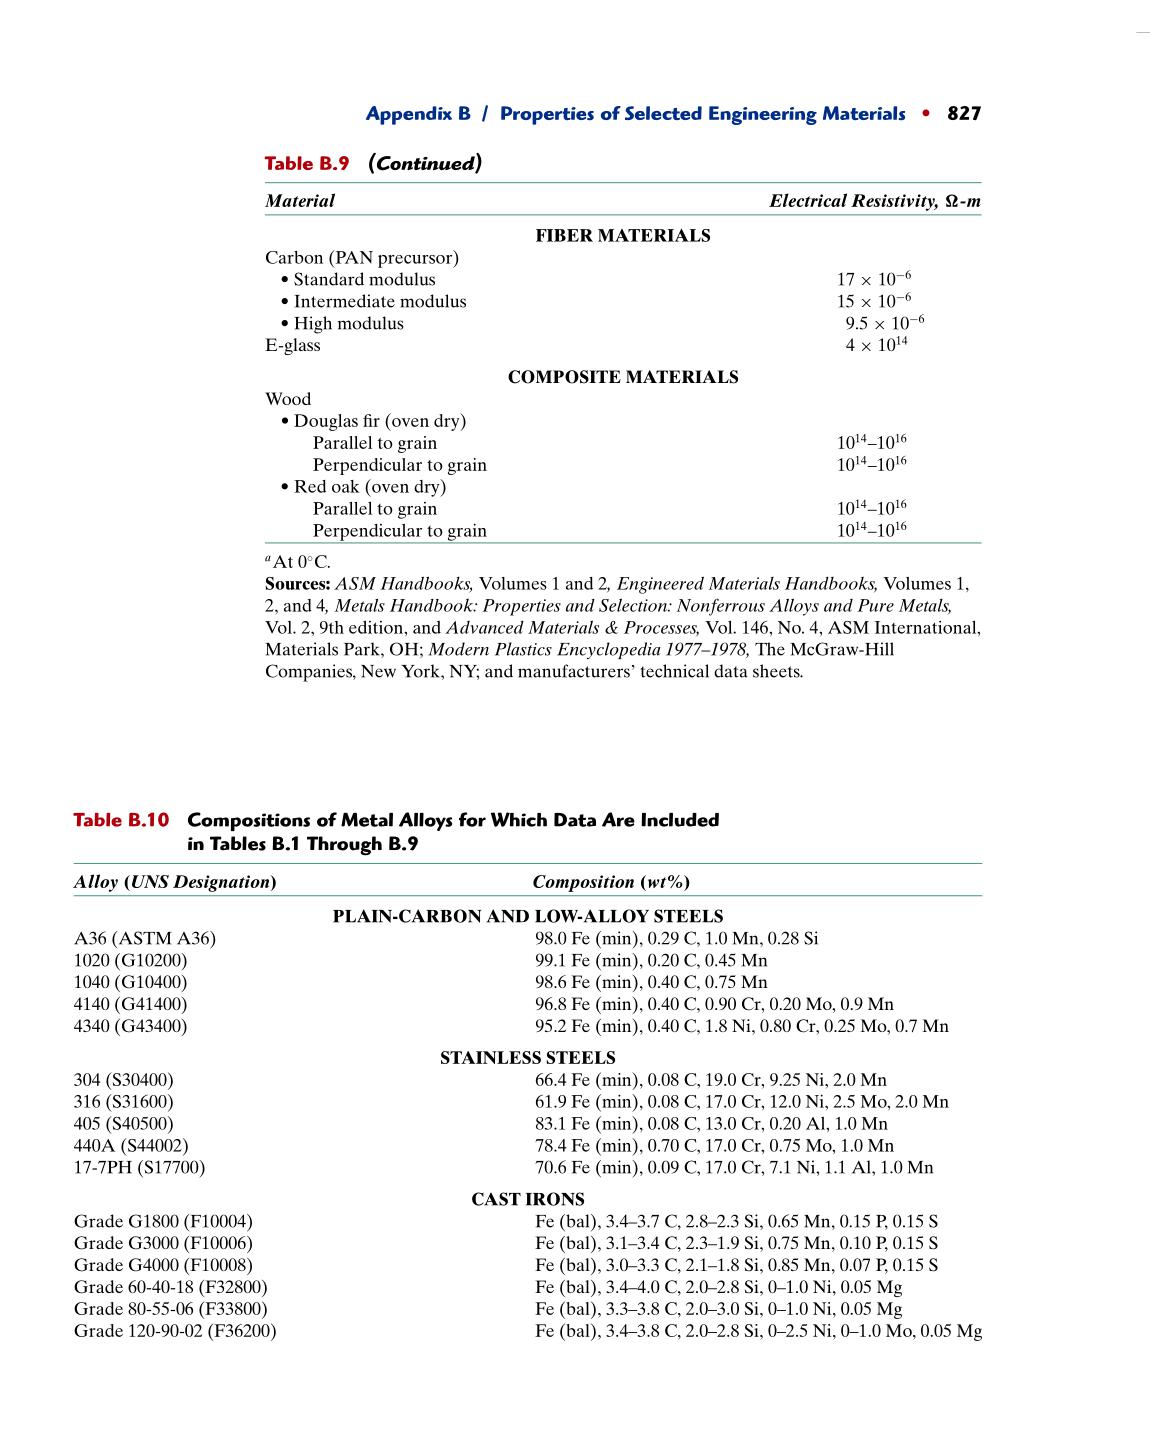 Appendix B / Properties of Selected Engineering Materials • 827
Table B.9 (Continued)
Material Electrical Resistivity, Ω-m
FIBER MATERIALS
Carbon (PAN precursor)
• Standard modulus 17 × 10⁻⁶
• Intermediate modulus 15 × 10⁻⁶
• High modulus 9.5 × 10⁻⁶
E-glass 4 × 10¹⁴
COMPOSITE MATERIALS
Wood
• Douglas fir (oven dry)
Parallel to grain 10¹⁴–10¹⁶
Perpendicular to grain 10¹⁴–10¹⁶
• Red oak (oven dry)
Parallel to grain 10¹⁴–10¹⁶
Perpendicular to grain 10¹⁴–10¹⁶
ᵃ At 0°C.
Sources: ASM Handbooks, Volumes 1 and 2, Engineered Materials Handbooks, Volumes 1,
2, and 4, Metals Handbook: Properties and Selection: Nonferrous Alloys and Pure Metals,
Vol. 2, 9th edition, and Advanced Materials & Processes, Vol. 146, No. 4, ASM International,
Materials Park, OH; Modern Plastics Encyclopedia 1977–1978, The McGraw-Hill
Companies, New York, NY; and manufacturers’ technical data sheets.
Table B.10 Compositions of Metal Alloys for Which Data Are Included
in Tables B.1 Through B.9
Alloy (UNS Designation) Composition (wt%)
PLAIN-CARBON AND LOW-ALLOY STEELS
A36 (ASTM A36) 98.0 Fe (min), 0.29 C, 1.0 Mn, 0.28 Si
1020 (G10200) 99.1 Fe (min), 0.20 C, 0.45 Mn
1040 (G10400) 98.6 Fe (min), 0.40 C, 0.75 Mn
4140 (G41400) 96.8 Fe (min), 0.40 C, 0.90 Cr, 0.20 Mo, 0.9 Mn
4340 (G43400) 95.2 Fe (min), 0.40 C, 1.8 Ni, 0.80 Cr, 0.25 Mo, 0.7 Mn
STAINLESS STEELS
304 (S30400) 66.4 Fe (min), 0.08 C, 19.0 Cr, 9.25 Ni, 2.0 Mn
316 (S31600) 61.9 Fe (min), 0.08 C, 17.0 Cr, 12.0 Ni, 2.5 Mo, 2.0 Mn
405 (S40500) 83.1 Fe (min), 0.08 C, 13.0 Cr, 0.20 Al, 1.0 Mn
440A (S44002) 78.4 Fe (min), 0.70 C, 17.0 Cr, 0.75 Mo, 1.0 Mn
17-7PH (S17700) 70.6 Fe (min), 0.09 C, 17.0 Cr, 7.1 Ni, 1.1 Al, 1.0 Mn
CAST IRONS
Grade G1800 (F10004) Fe (bal), 3.4–3.7 C, 2.8–2.3 Si, 0.65 Mn, 0.15 P, 0.15 S
Grade G3000 (F10006) Fe (bal), 3.1–3.4 C, 2.3–1.9 Si, 0.75 Mn, 0.10 P, 0.15 S
Grade G4000 (F10008) Fe (bal), 3.0–3.3 C, 2.1–1.8 Si, 0.85 Mn, 0.07 P, 0.15 S
Grade 60-40-18 (F32800) Fe (bal), 3.4–4.0 C, 2.0–2.8 Si, 0–1.0 Ni, 0.05 Mg
Grade 80-55-06 (F33800) Fe (bal), 3.3–3.8 C, 2.0–3.0 Si, 0–1.0 Ni, 0.05 Mg
Grade 120-90-02 (F36200) Fe (bal), 3.4–3.8 C, 2.0–2.8 Si, 0–2.5 Ni, 0–1.0 Mo, 0.05 Mg